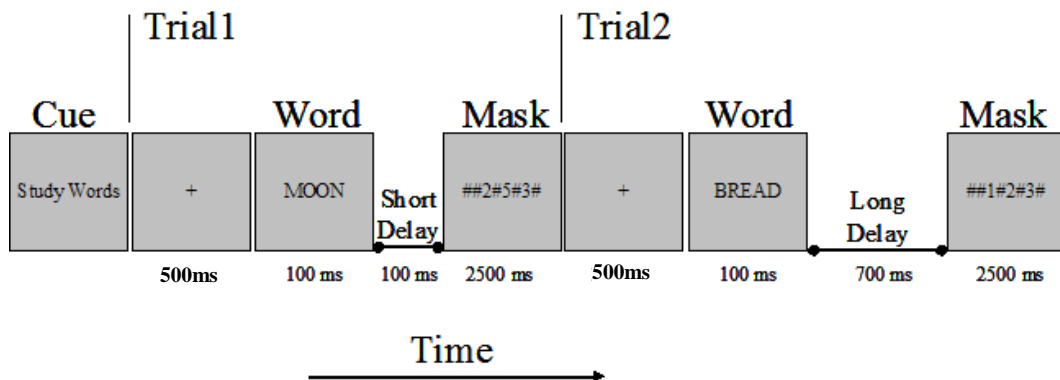 Trial1 Trial2
Cue Word Mask Word Mask
Study Words + MOON ##2#5#3# + BREAD ##1#2#3#
Short Delay Long Delay
500ms 100 ms 100 ms 2500 ms 500ms 100 ms 700 ms 2500 ms
Time